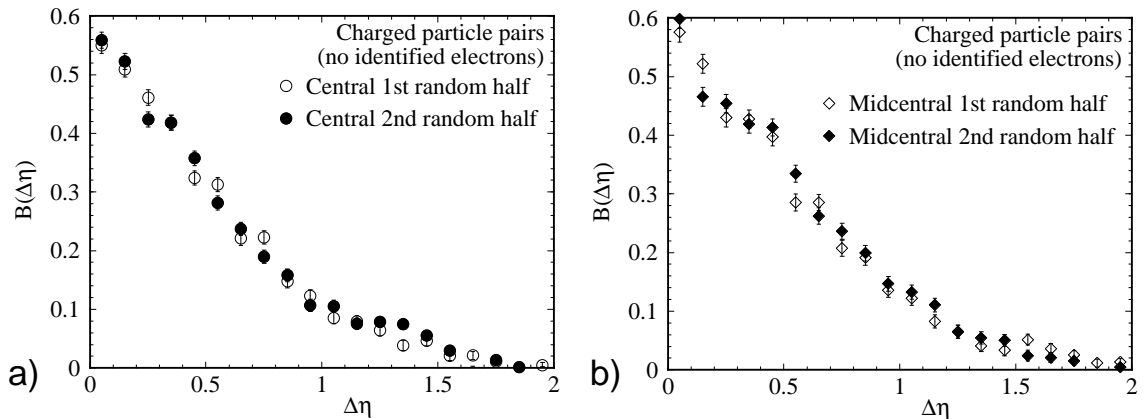 0.6
0.5
0.4
0.3
0.2
0.1
0
B(Δη)
Charged particle pairs
(no identified electrons)
Central 1st random half
Central 2nd random half
0 0.5 1 1.5 2
Δη
a)
0.6
0.5
0.4
0.3
0.2
0.1
0
B(Δη)
Charged particle pairs
(no identified electrons)
Midcentral 1st random half
Midcentral 2nd random half
0 0.5 1 1.5 2
Δη
b)